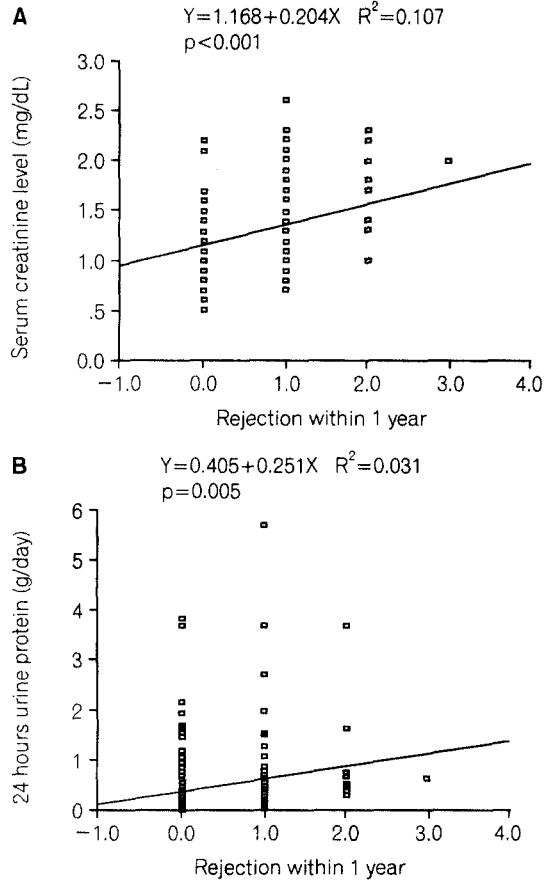 A
Y=1.168+0.204X R²=0.107
p<0.001
Serum creatinine level (mg/dL)
3.0
2.5
2.0
1.5
1.0
.5
0.0
−1.0 0.0 1.0 2.0 3.0 4.0
Rejection within 1 year
B
Y=0.405+0.251X R²=0.031
p=0.005
24 hours urine protein (g/day)
6
5
4
3
2
1
0
−1.0 0.0 1.0 2.0 3.0 4.0
Rejection within 1 year